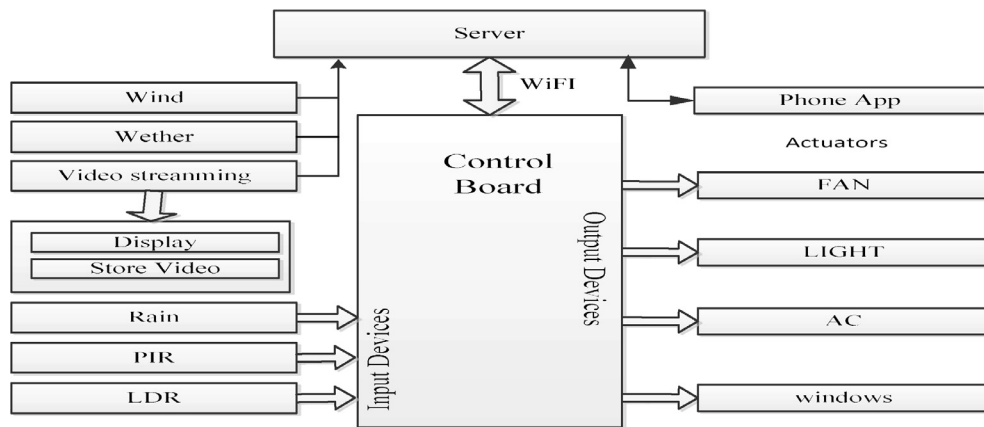 Server
WiFI
Wind
Wether
Video streanming
Display
Store Video
Rain
PIR
LDR
Input Devices
Control
Board
Output Devices
Phone App
Actuators
FAN
LIGHT
AC
windows